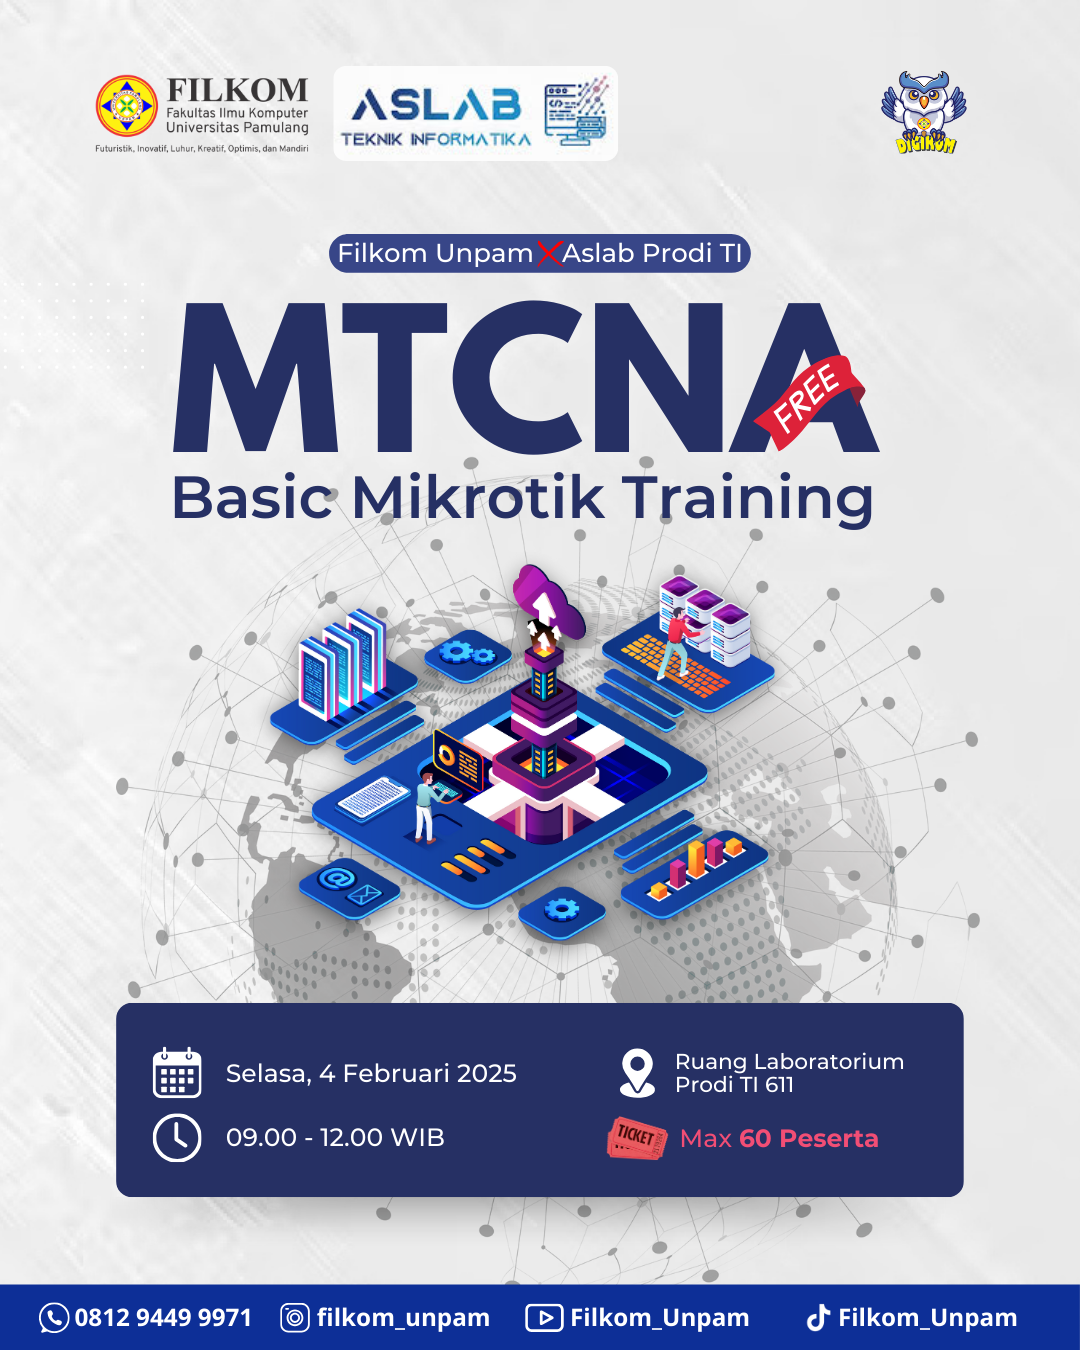 FILKOM
Fakultas Ilmu Komputer
Universitas Pamulang
Futuristik, Inovatif, Luhur, Kreatif, Optimis, dan Mandiri
ASLAB
TEKNIK INFORMATIKA
DIGIKOM
Filkom Unpam X Aslab Prodi TI
MTCNA
FREE
Basic Mikrotik Training
Selasa, 4 Februari 2025
09.00 - 12.00 WIB
Ruang Laboratorium
Prodi TI 611
TICKET
Max 60 Peserta
0812 9449 9971 filkom_unpam Filkom_Unpam Filkom_Unpam